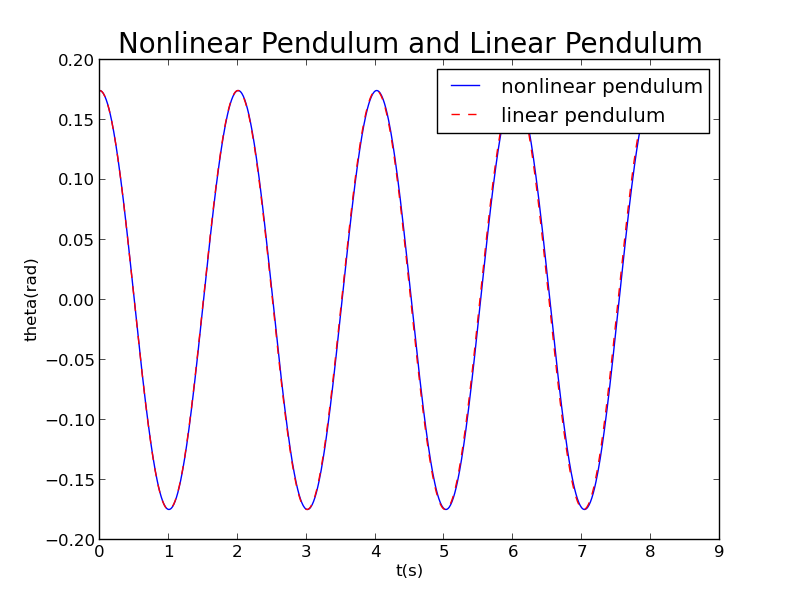 Nonlinear Pendulum and Linear Pendulum
nonlinear pendulum
linear pendulum
theta(rad)
0.20
0.15
0.10
0.05
0.00
−0.05
−0.10
−0.15
−0.20
0 1 2 3 4 5 6 7 8 9
t(s)